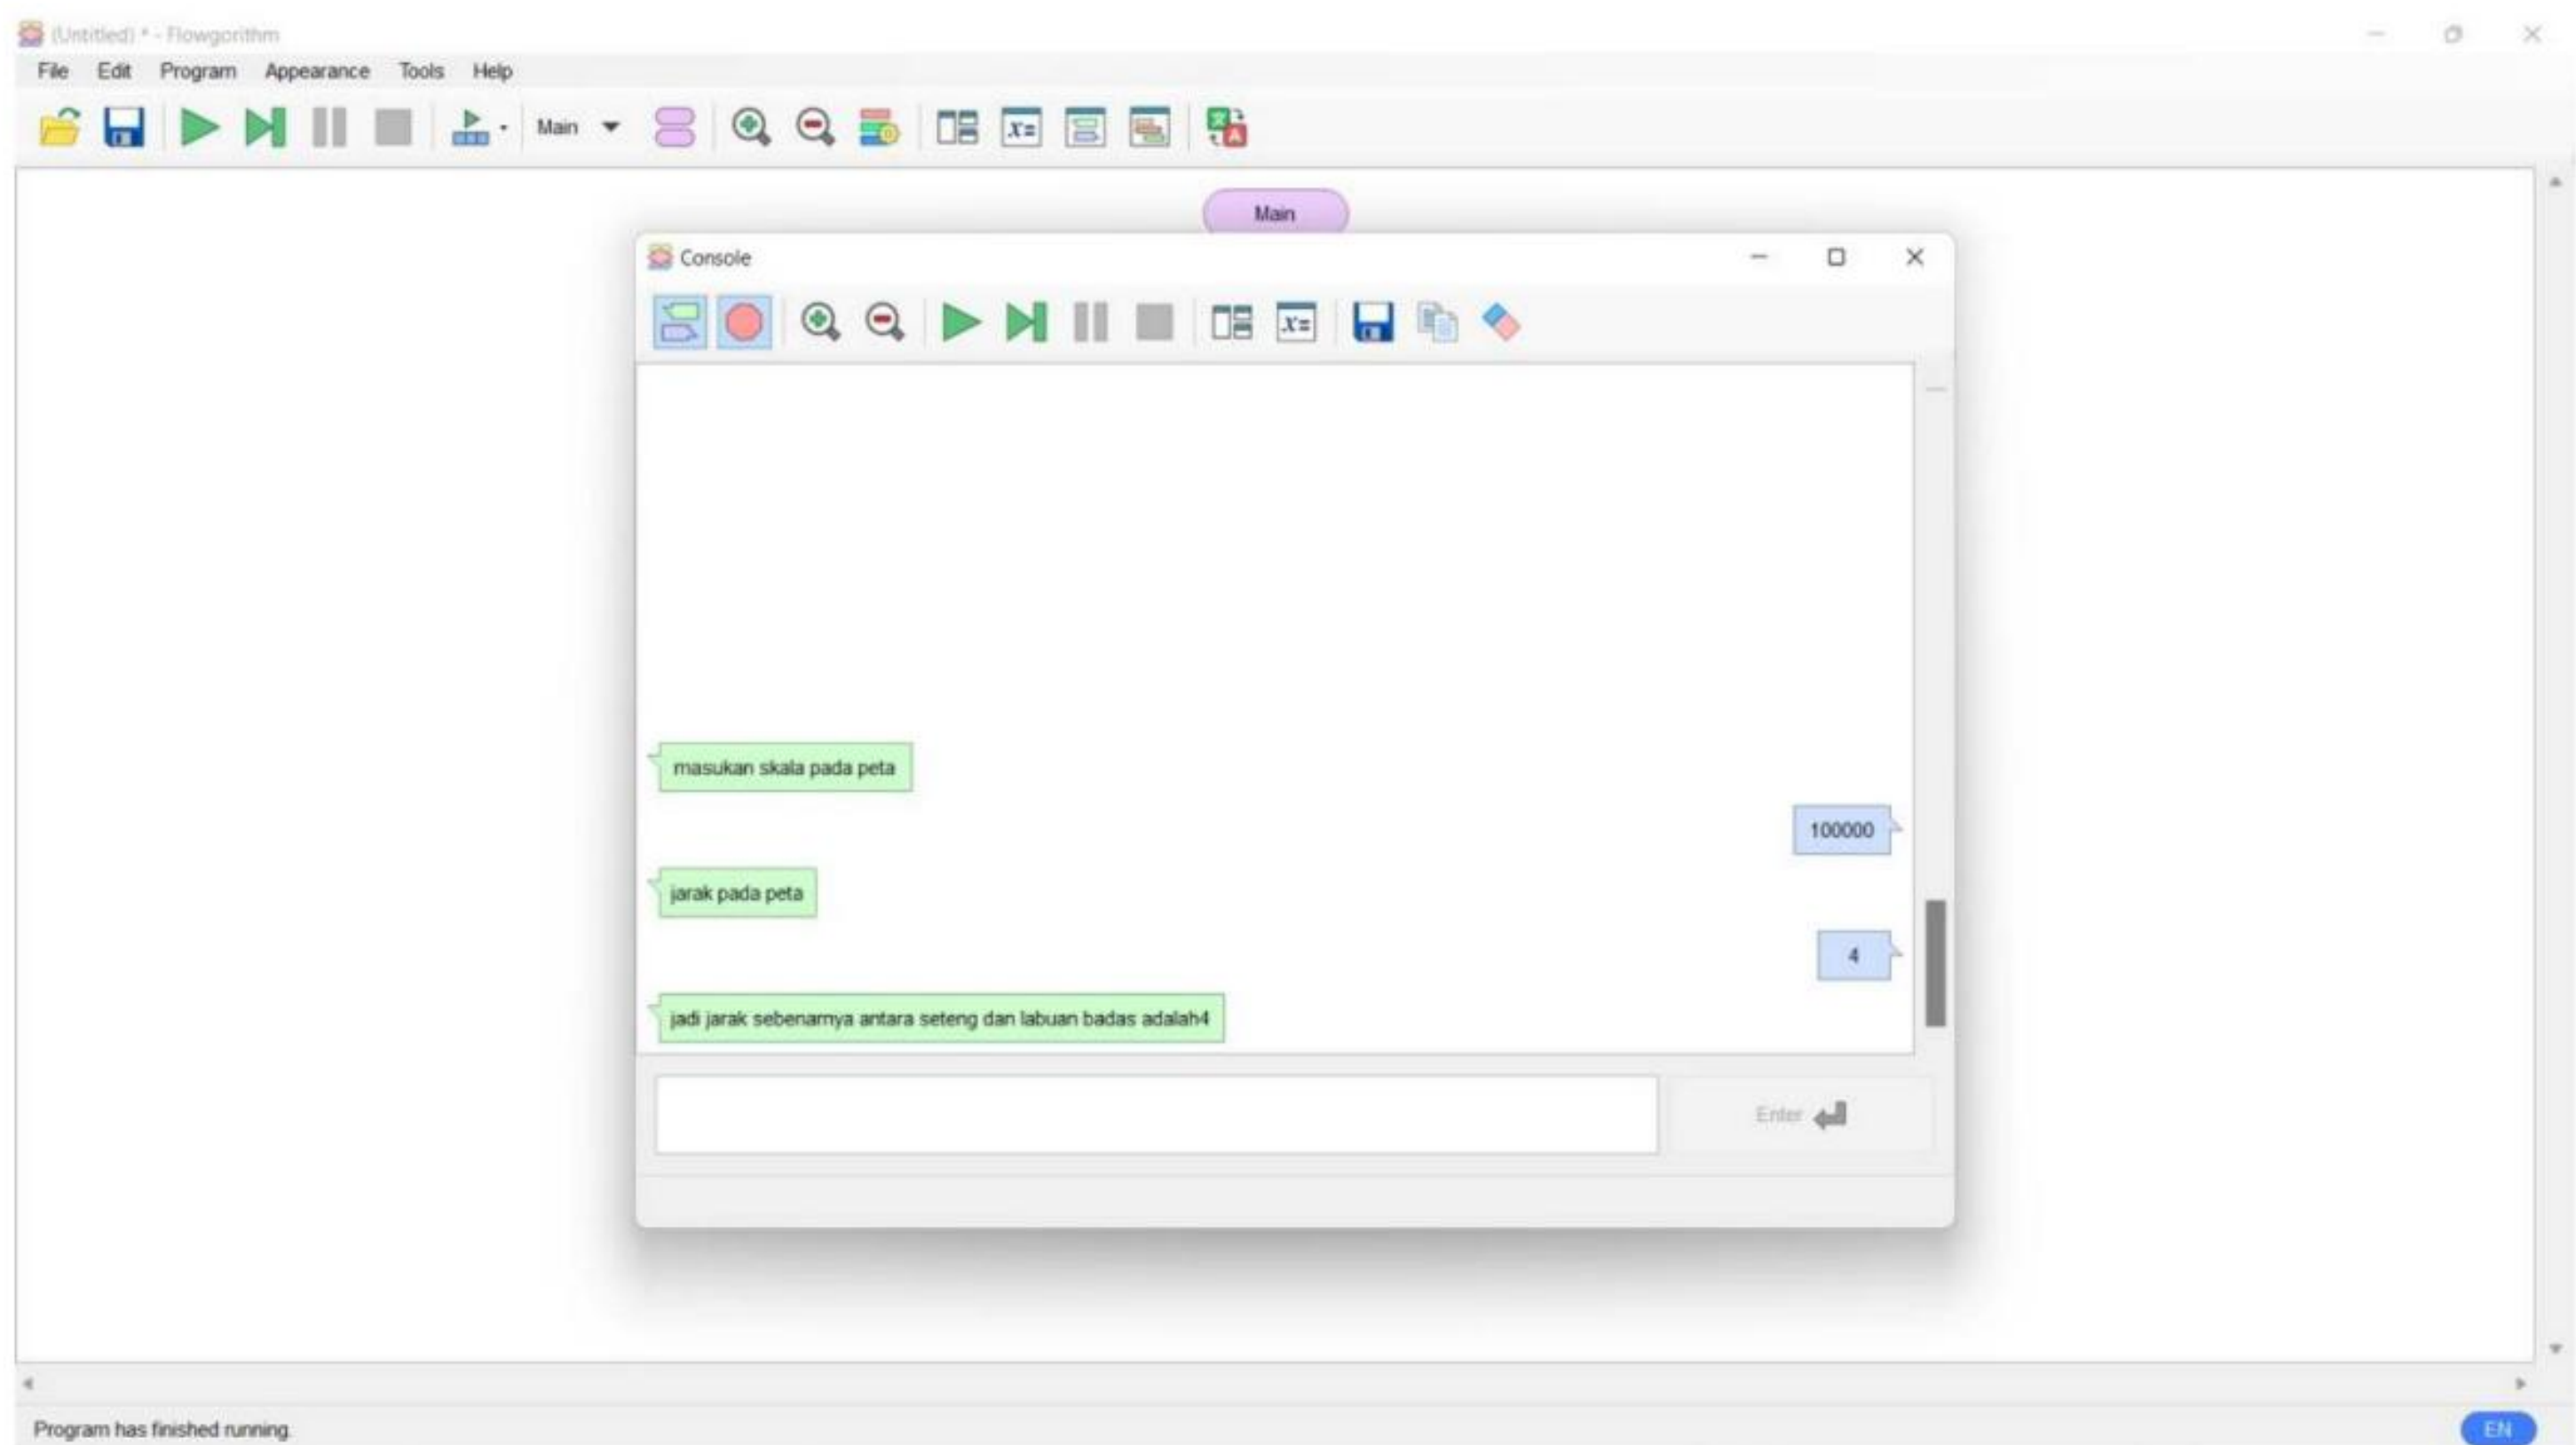 (Untitled) * - Flowgorithm
File Edit Program Appearance Tools Help
Main
x=
A
Main
Console
x=
masukan skala pada peta
100000
jarak pada peta
4
jadi jarak sebenarnya antara seteng dan labuan badas adalah4
Enter
Program has finished running.
EN